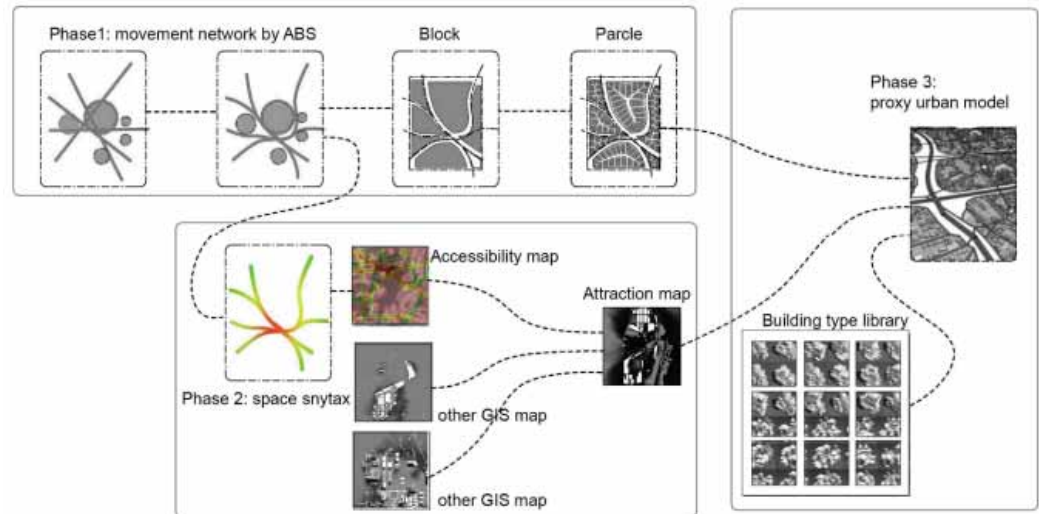 Phase1: movement network by ABS
Block
Parcle
Phase 3:
proxy urban model
Accessibility map
Attraction map
Building type library
Phase 2: space snytax
other GIS map
other GIS map